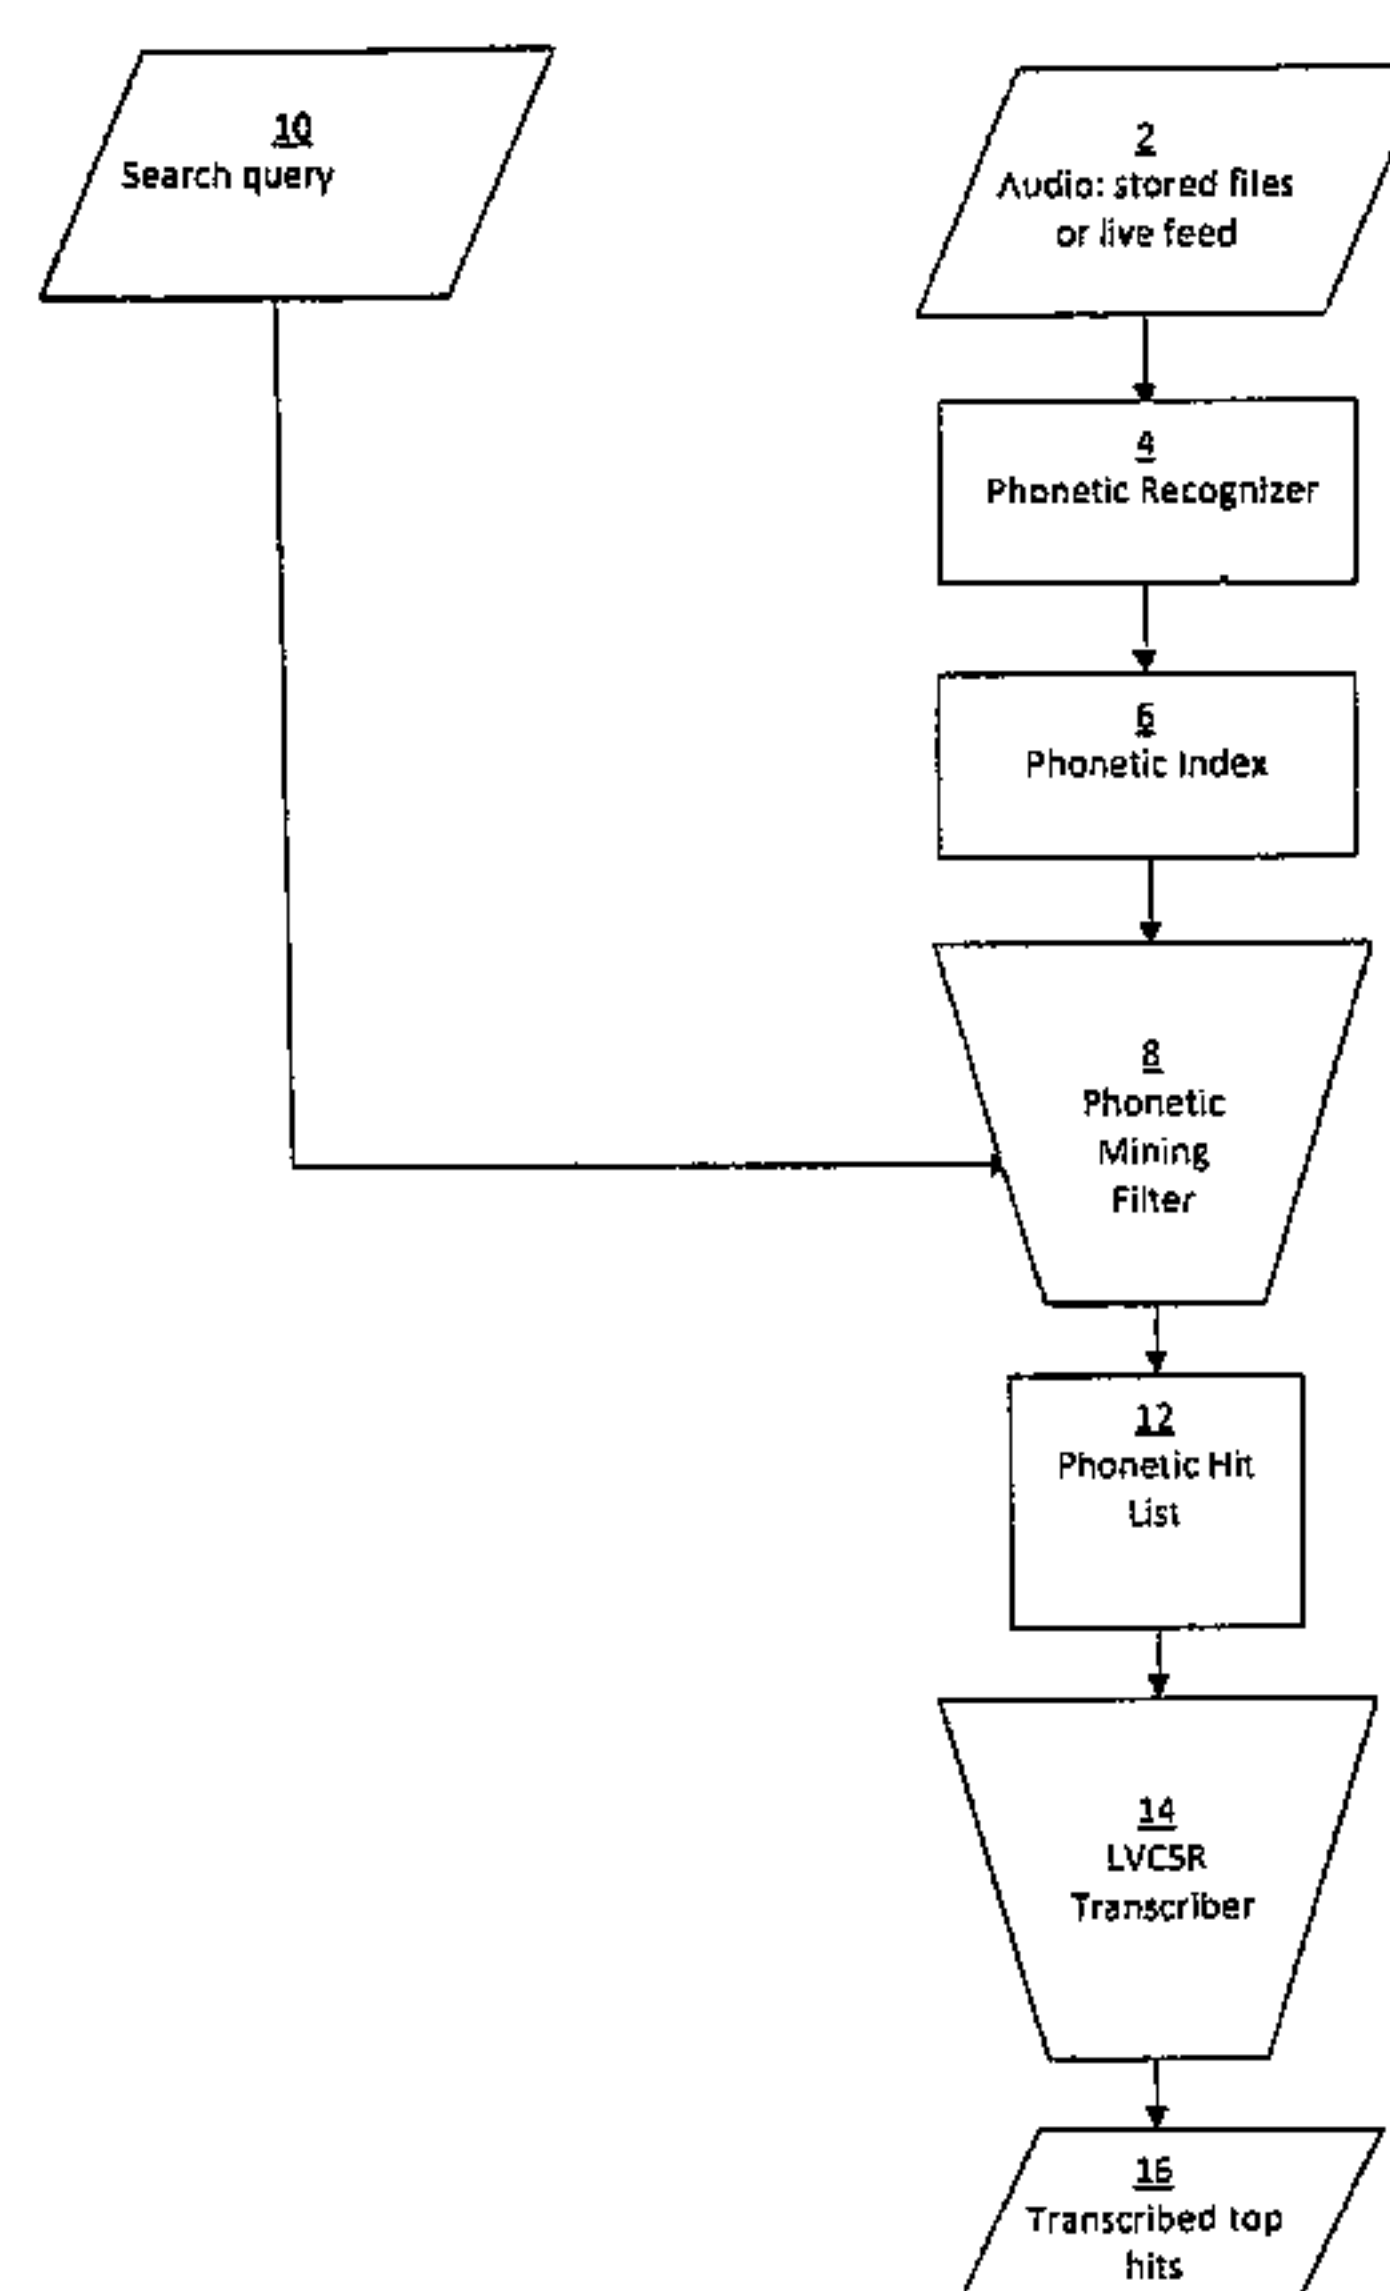 10
Search query
2
Audio: stored files
or live feed
4
Phonetic Recognizer
6
Phonetic Index
8
Phonetic
Mining
Filter
12
Phonetic Hit
List
14
LVCSR
Transcriber
16
Transcribed top
hits